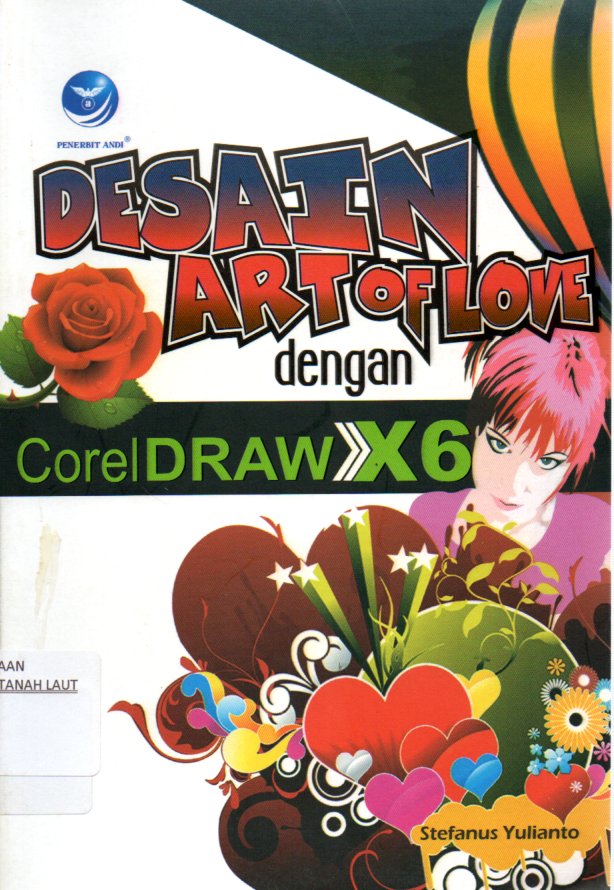 PENERBIT ANDI®
DESAIN
ART OF LOVE
dengan
CorelDRAW X6
AAN
TANAH LAUT
Stefanus Yulianto